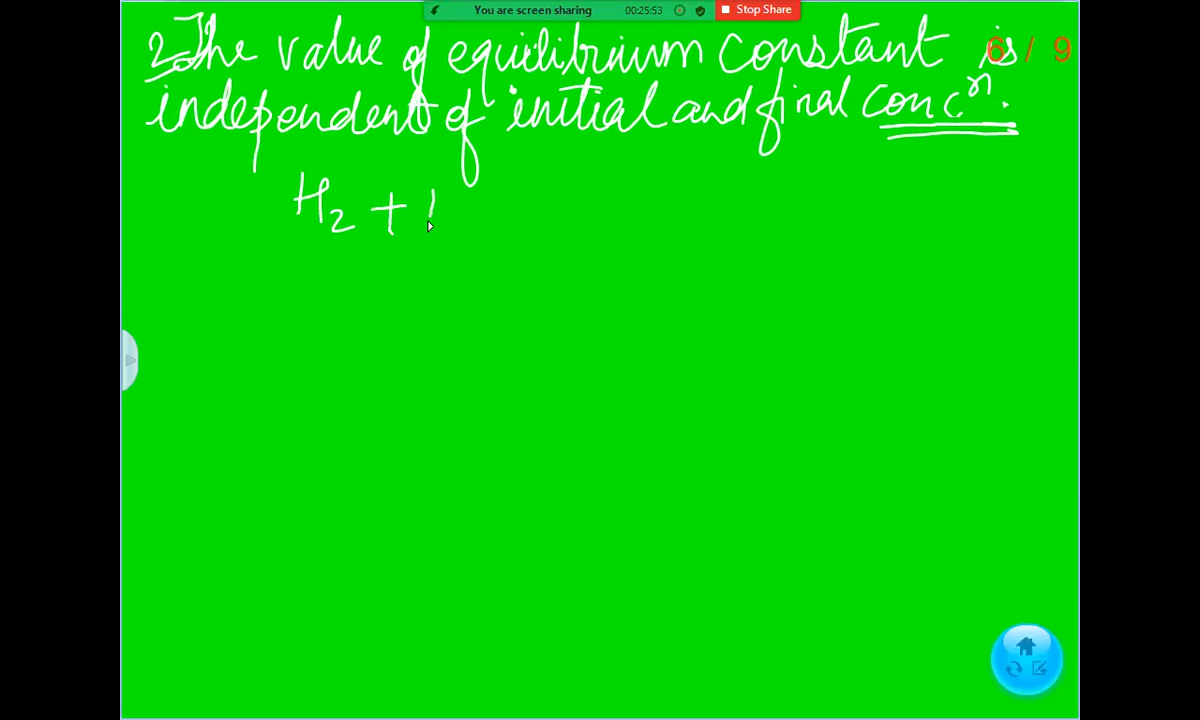 You are screen sharing 00:25:53 Stop Share
6 / 9
2. The value of equilibrium constant is
independent of initial and final concⁿ.
H₂ +